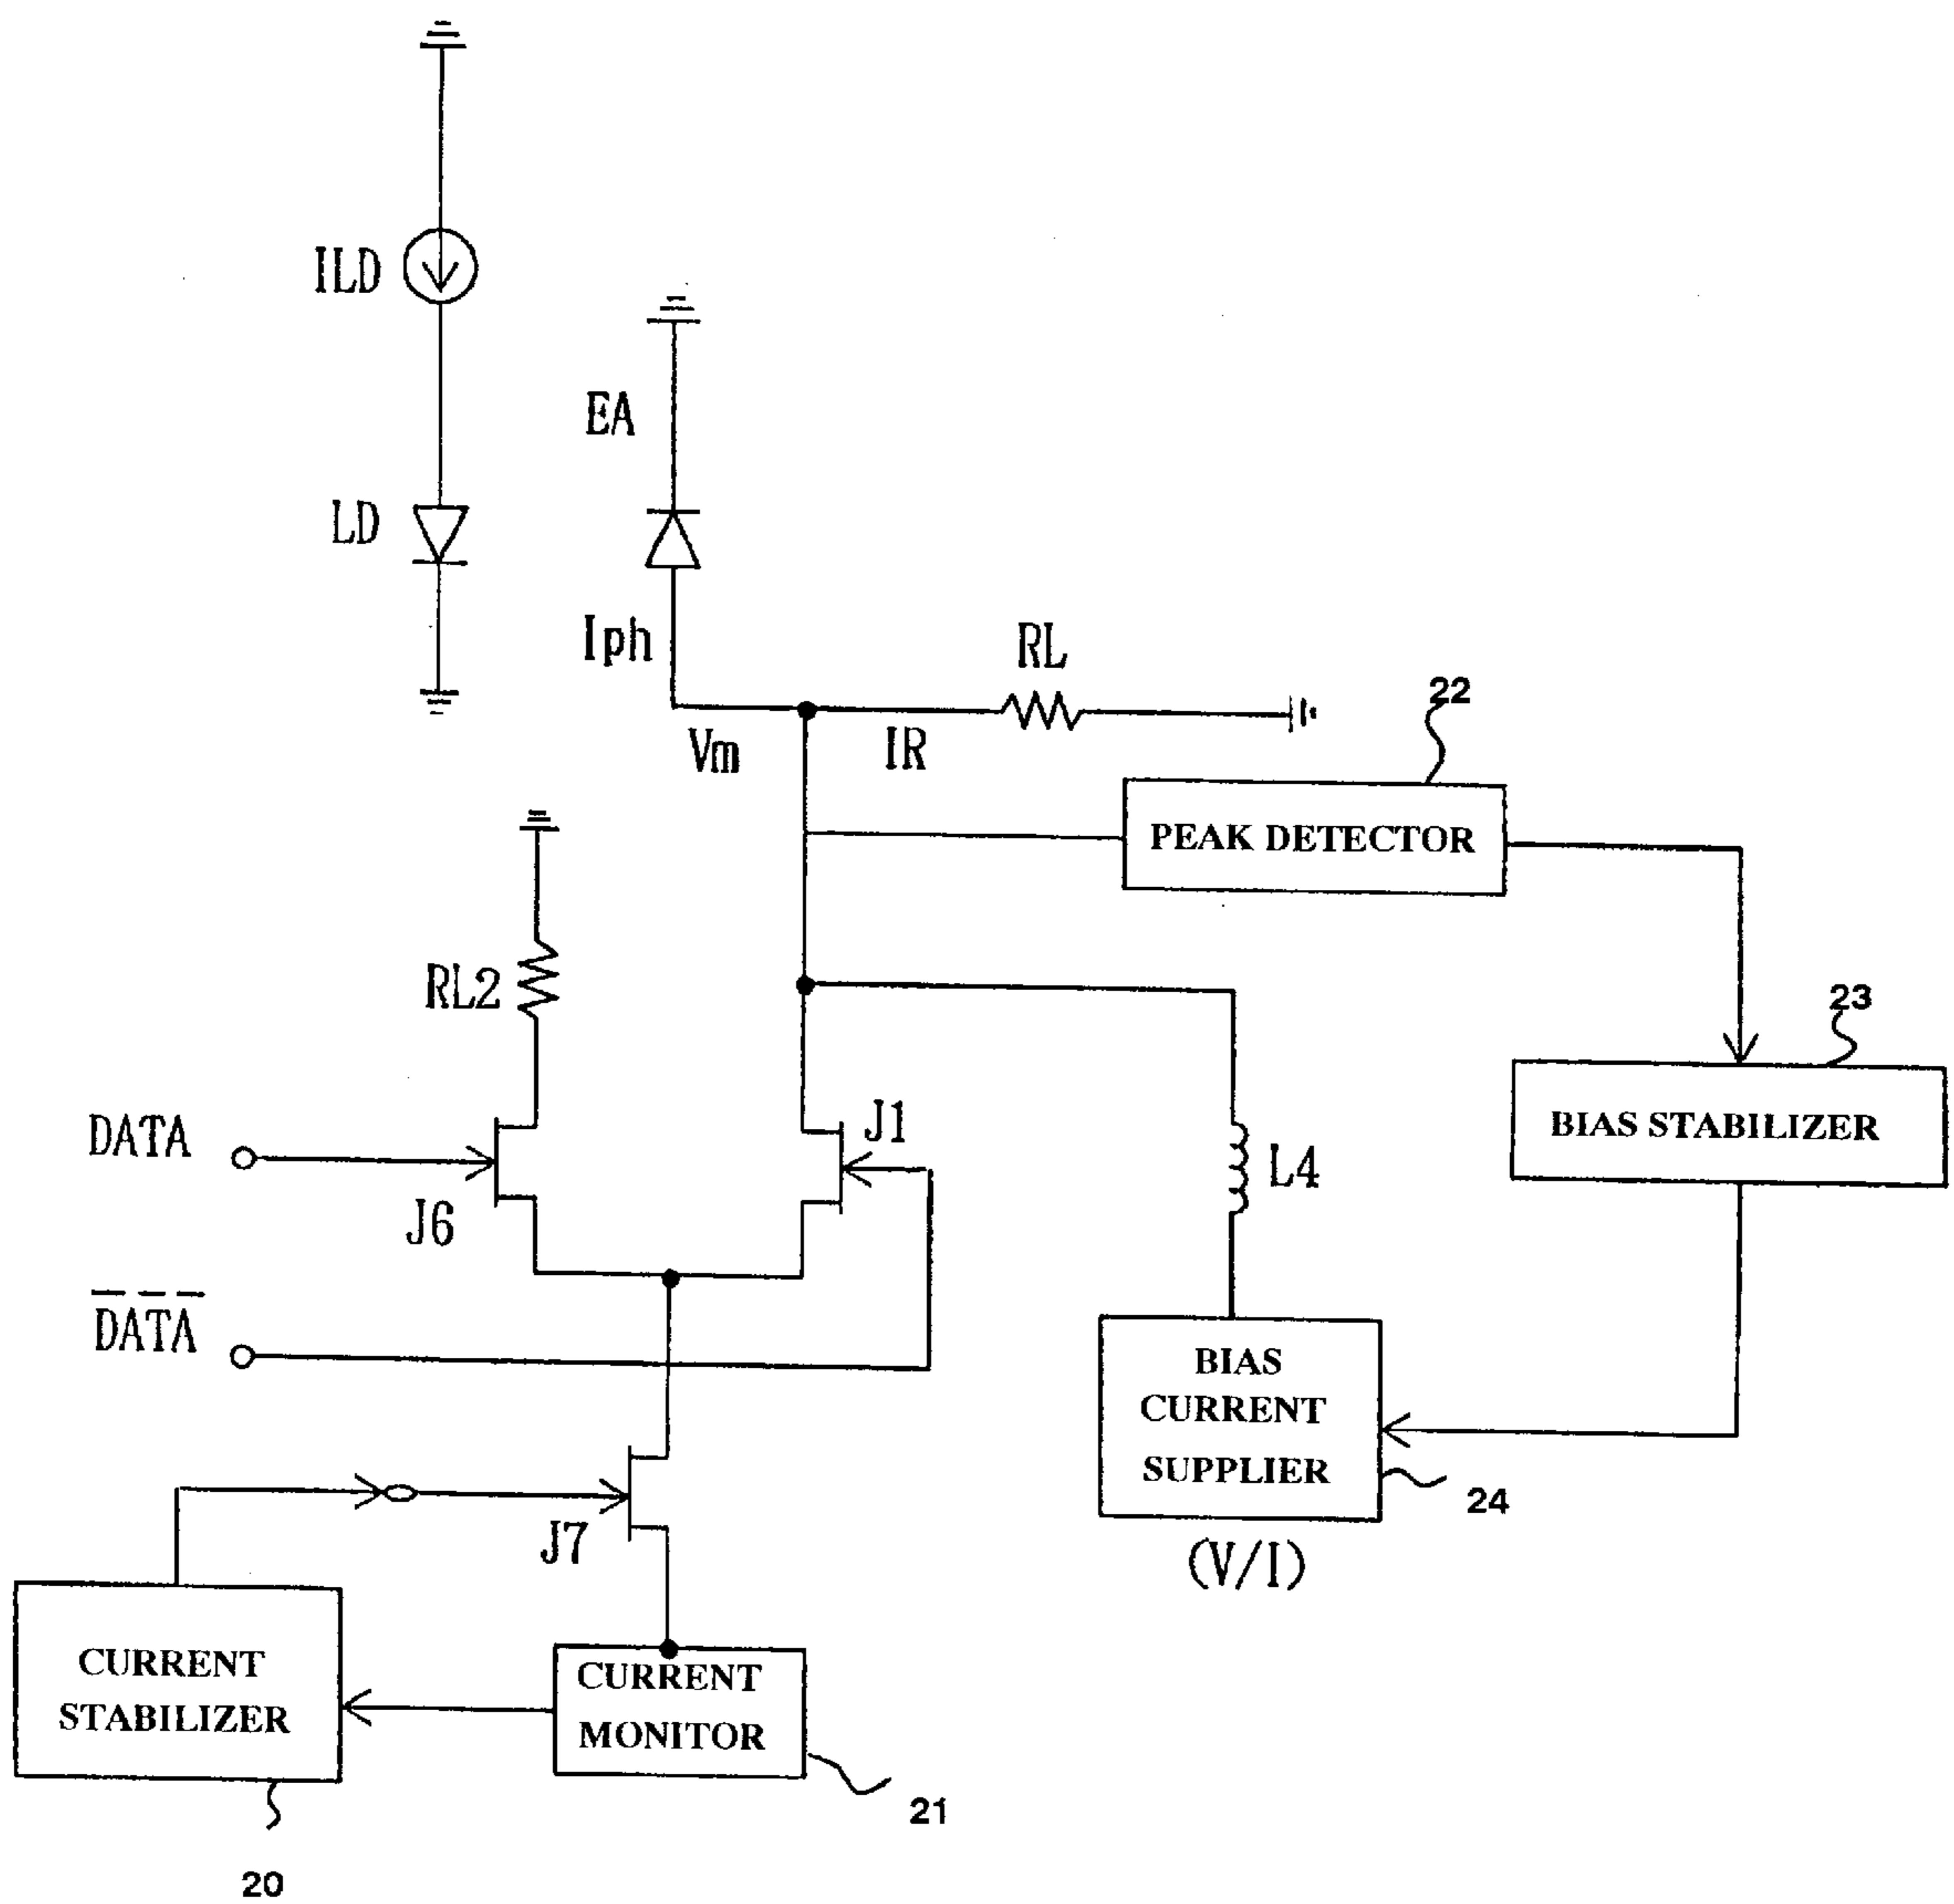 ILD
EA
LD
Iph
RL
22
Vm
IR
PEAK DETECTOR
RL2
23
J1
DATA
BIAS STABILIZER
L4
J6
DATA
BIAS
CURRENT
SUPPLIER
24
J7
(V/I)
CURRENT
STABILIZER
CURRENT
MONITOR
21
20